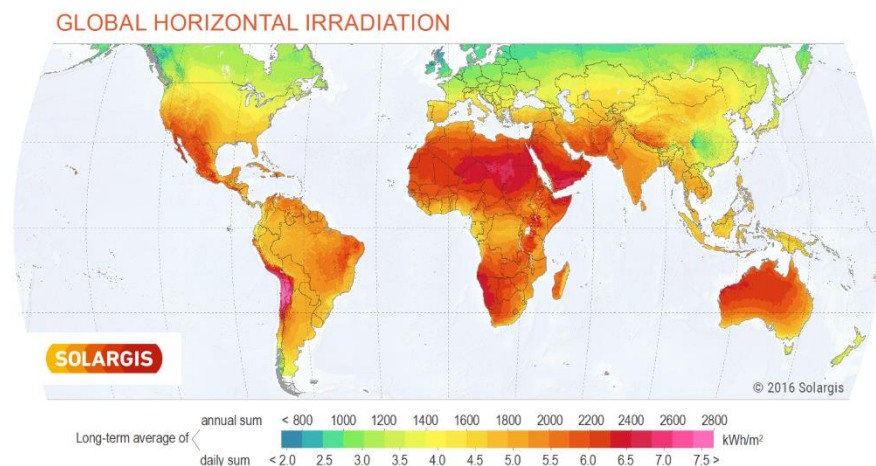 GLOBAL HORIZONTAL IRRADIATION
SOLARGIS
© 2016 Solargis
annual sum < 800 1000 1200 1400 1600 1800 2000 2200 2400 2600 2800
Long-term average of kWh/m²
daily sum < 2.0 2.5 3.5 4.0 4.5 5.0 5.5 6.0 6.5 7.0 7.5 >